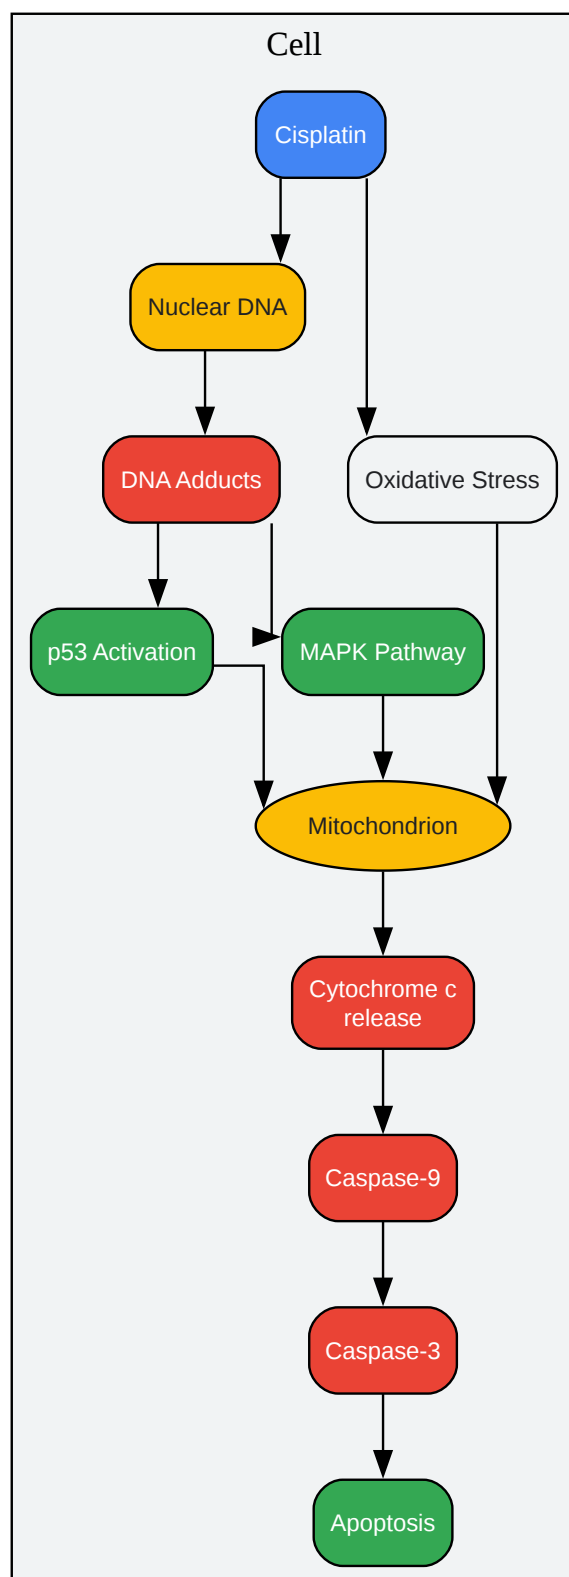 Cell
Cisplatin
Nuclear DNA
DNA Adducts
Oxidative Stress
p53 Activation
MAPK Pathway
Mitochondrion
Cytochrome c
release
Caspase-9
Caspase-3
Apoptosis